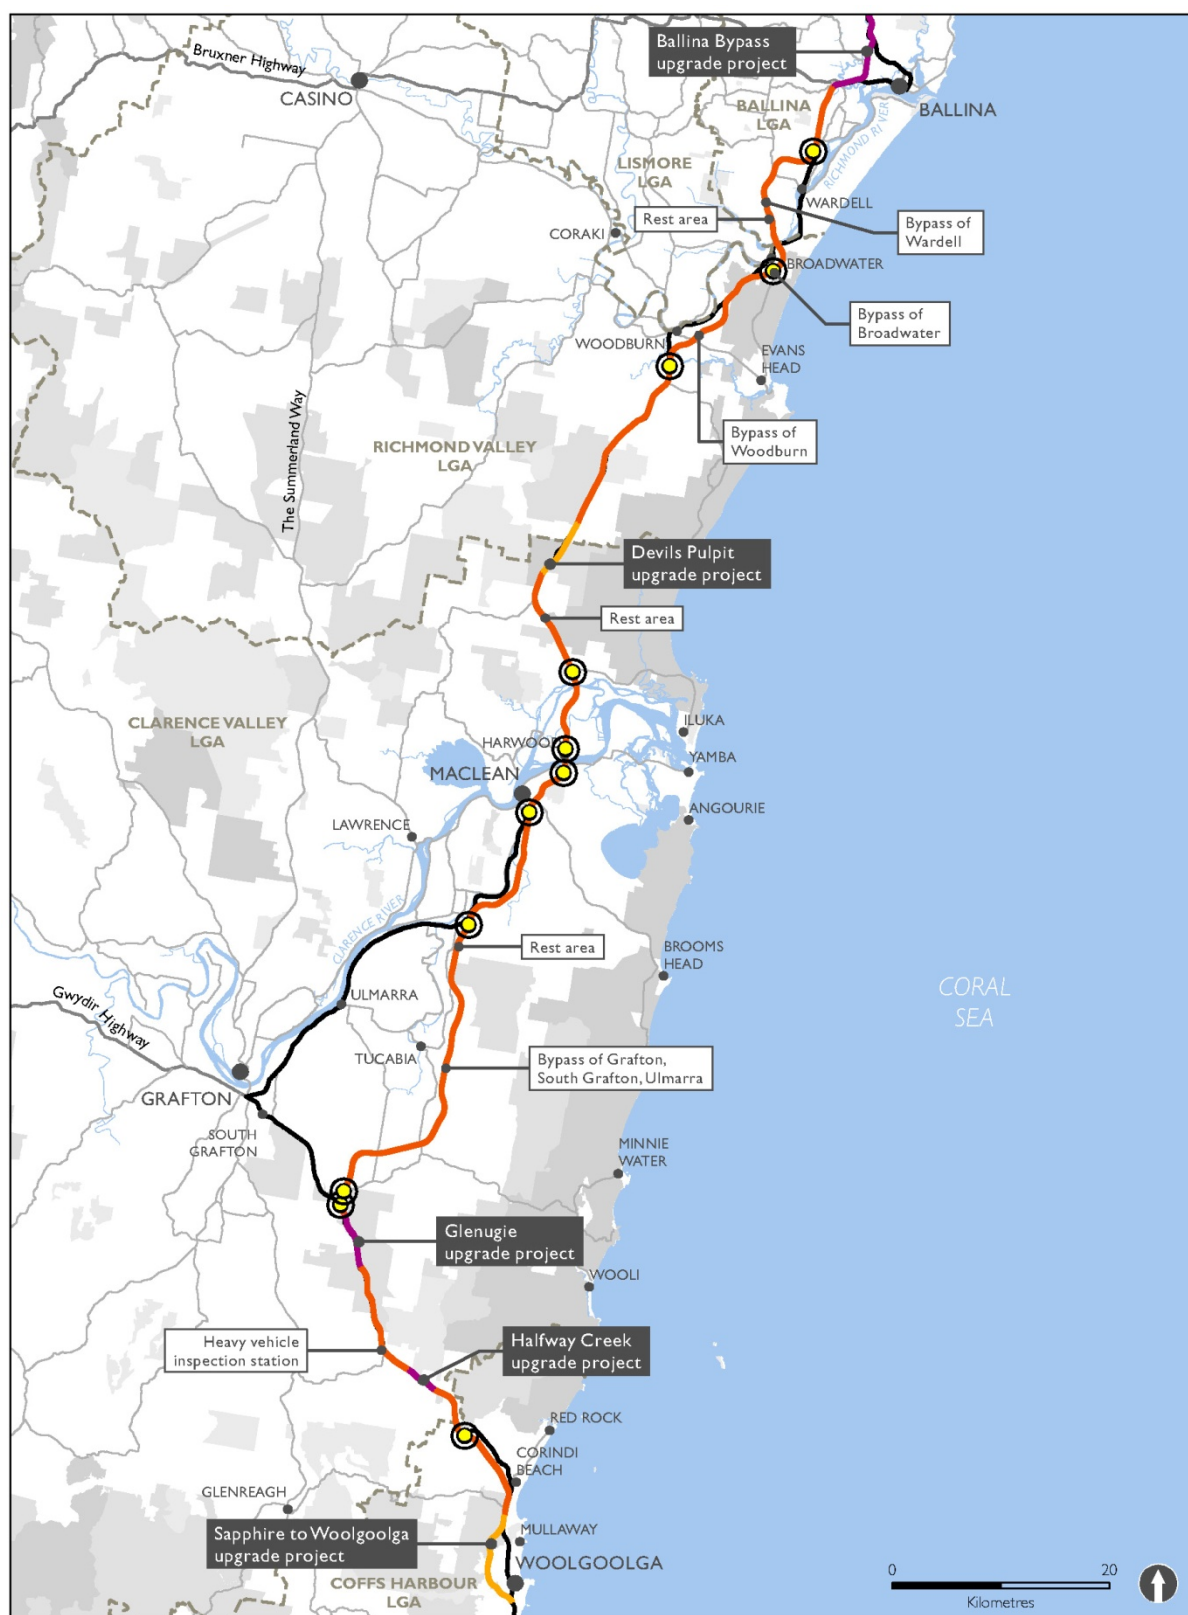 Ballina Bypass
upgrade project
Bruxner Highway
CASINO
BALLINA
LGA
BALLINA
RICHMOND RIVER
LISMORE
LGA
WARDELL
Rest area
Bypass of
Wardell
CORAKI
BROADWATER
Bypass of
Broadwater
WOODBURN
EVANS
HEAD
Bypass of
Woodburn
The Summerland Way
RICHMOND VALLEY
LGA
Devils Pulpit
upgrade project
Rest area
CLARENCE VALLEY
LGA
ILUKA
HARWOOD
YAMBA
MACLEAN
ANGOURIE
LAWRENCE
CLARENCE RIVER
Rest area
BROOMS
HEAD
CORAL
SEA
Gwydir Highway
ULMARRA
TUCABIA
Bypass of Grafton,
South Grafton, Ulmarra
GRAFTON
SOUTH
GRAFTON
MINNIE
WATER
Glenugie
upgrade project
WOOLI
Heavy vehicle
inspection station
Halfway Creek
upgrade project
RED ROCK
CORINDI
BEACH
GLENREAGH
Sapphire to Woolgoolga
upgrade project
MULLAWAY
WOOLGOOLGA
COFFS HARBOUR
LGA
0 20
Kilometres